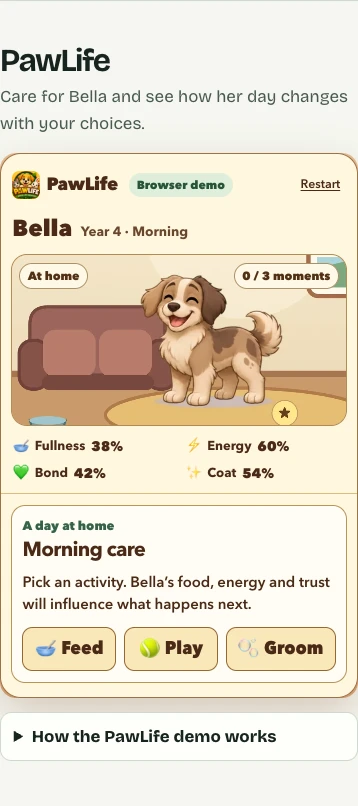 PawLife
Care for Bella and see how her day changes
with your choices.
PAWLIFE
PawLife
Browser demo
Restart
Bella Year 4 · Morning
At home
0 / 3 moments
Fullness 38%
Energy 60%
Bond 42%
Coat 54%
A day at home
Morning care
Pick an activity. Bella’s food, energy and trust
will influence what happens next.
Feed
Play
Groom
How the PawLife demo works